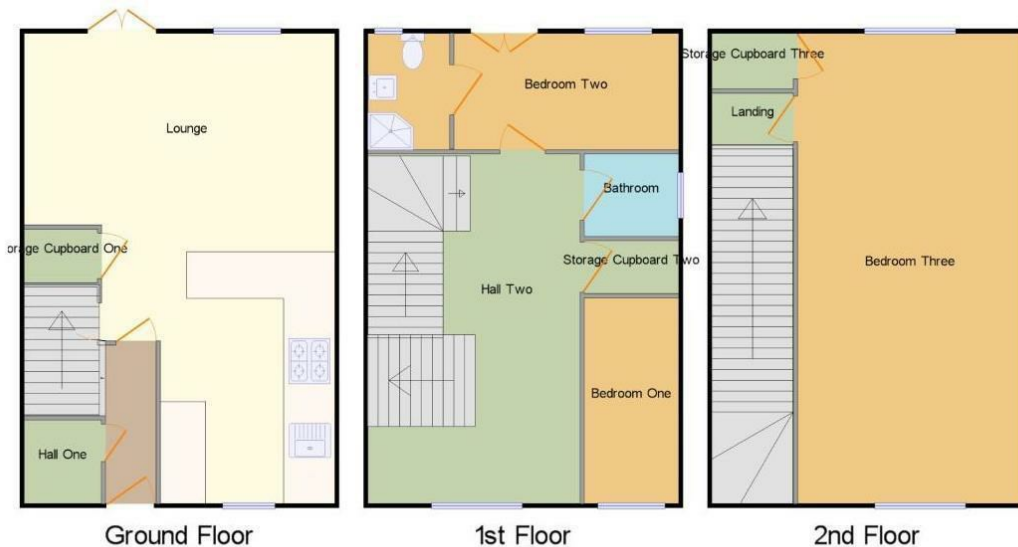 Lounge
orage Cupboard One
Hall One
Ground Floor
Bedroom Two
Bathroom
Storage Cupboard Two
Hall Two
Bedroom One
1st Floor
Storage Cupboard Three
Landing
Bedroom Three
2nd Floor